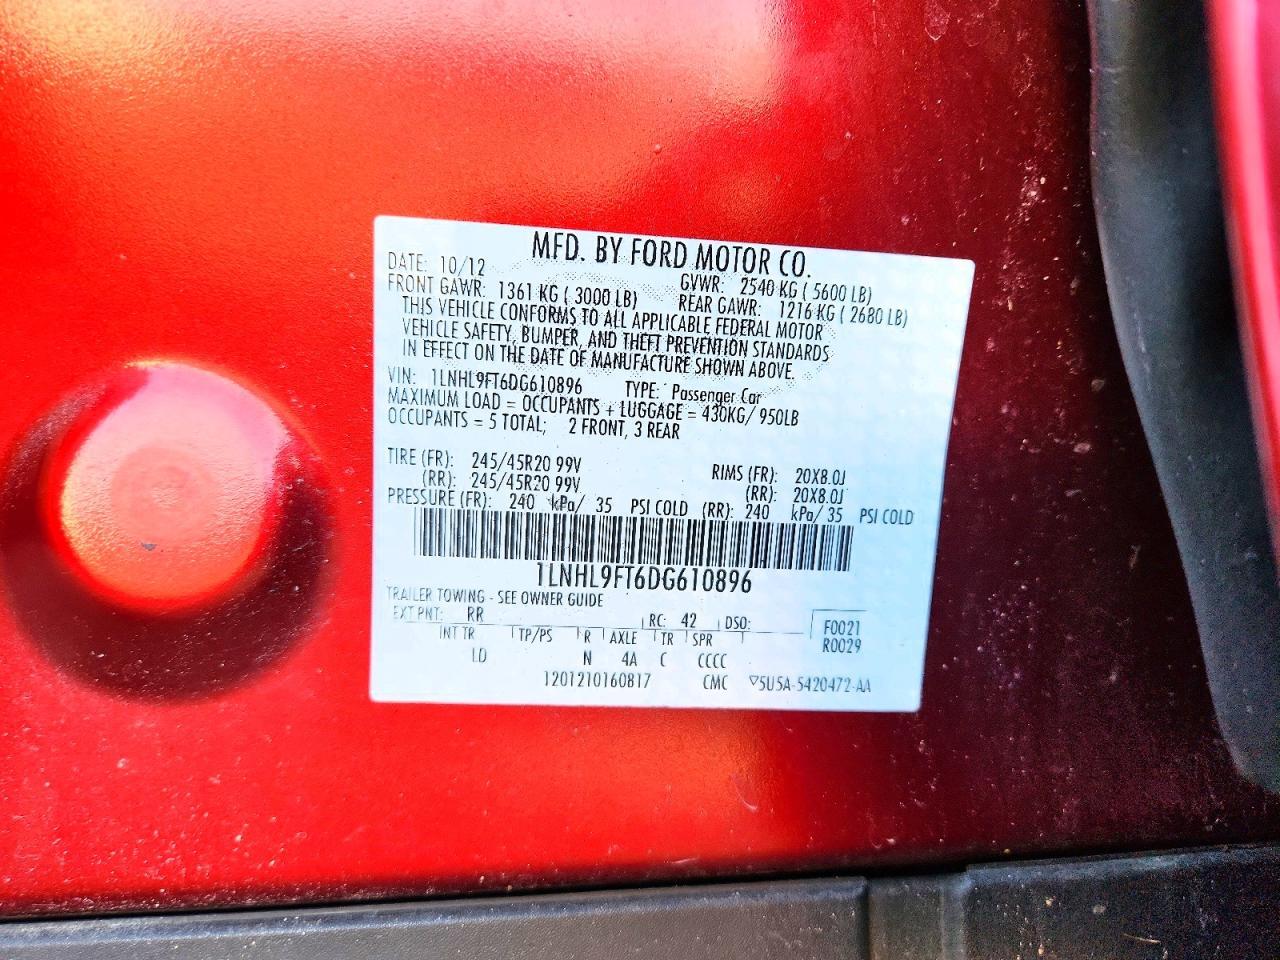 MFD. BY FORD MOTOR CO.
DATE: 10/12 GVWR: 2540 KG ( 5600 LB)
FRONT GAWR: 1361 KG ( 3000 LB) REAR GAWR: 1216 KG ( 2680 LB)
THIS VEHICLE CONFORMS TO ALL APPLICABLE FEDERAL MOTOR
VEHICLE SAFETY, BUMPER, AND THEFT PREVENTION STANDARDS
IN EFFECT ON THE DATE OF MANUFACTURE SHOWN ABOVE.
VIN: 1LNHL9FT6DG610896 TYPE: Passenger Car
MAXIMUM LOAD = OCCUPANTS + LUGGAGE = 430KG/ 950LB
OCCUPANTS = 5 TOTAL; 2 FRONT, 3 REAR
TIRE (FR): 245/45R20 99V RIMS (FR): 20X8.0J
(RR): 245/45R20 99V (RR): 20X8.0J
PRESSURE (FR): 240 kPa/ 35 PSI COLD (RR): 240 kPa/ 35 PSI COLD
1LNHL9FT6DG610896
TRAILER TOWING - SEE OWNER GUIDE
EXT PNT: RR RC: 42 DSO: F0021
INT TR TP/PS R AXLE TR SPR R0029
LD N 4A C CCCC
1201210160817 CMC ▽5U5A-5420472-AA